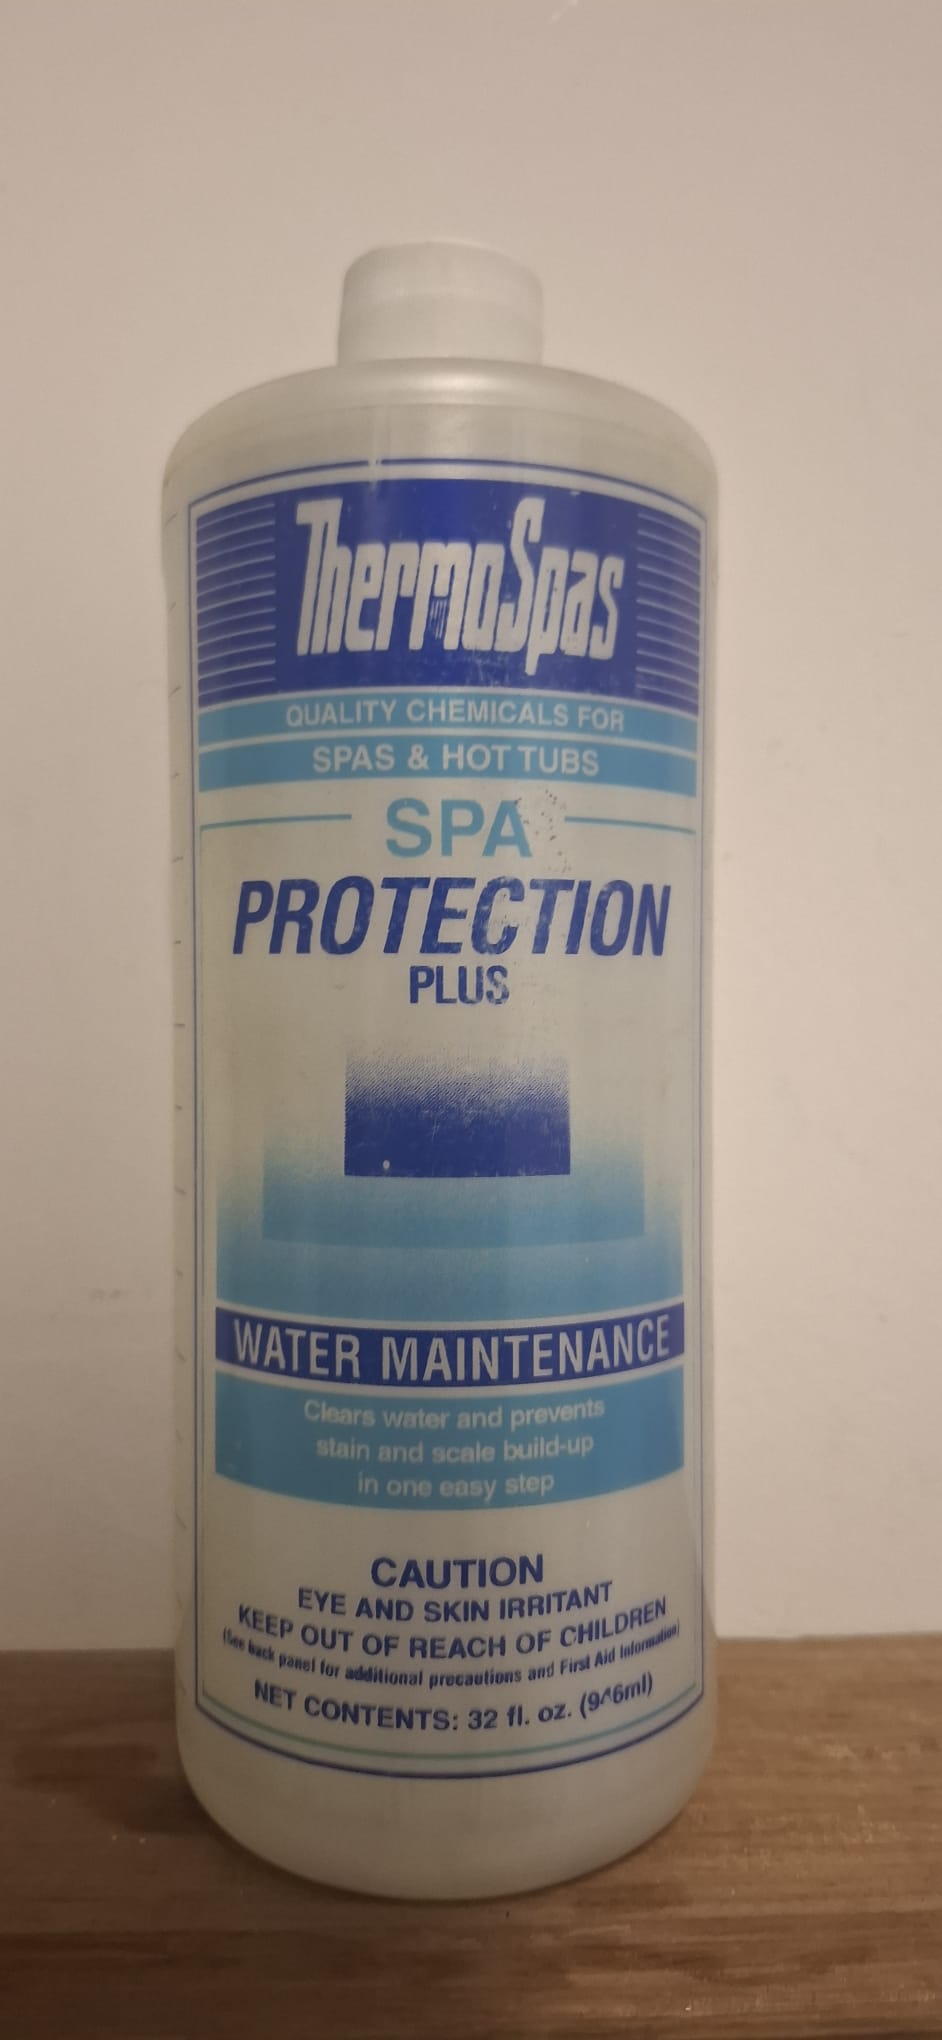 ThermoSpas
QUALITY CHEMICALS FOR
SPAS & HOT TUBS
SPA
PROTECTION
PLUS
WATER MAINTENANCE
Clears water and prevents
stain and scale build-up
in one easy step
CAUTION
EYE AND SKIN IRRITANT
KEEP OUT OF REACH OF CHILDREN
(See back panel for additional precautions and First Aid Information)
NET CONTENTS: 32 fl. oz. (946ml)